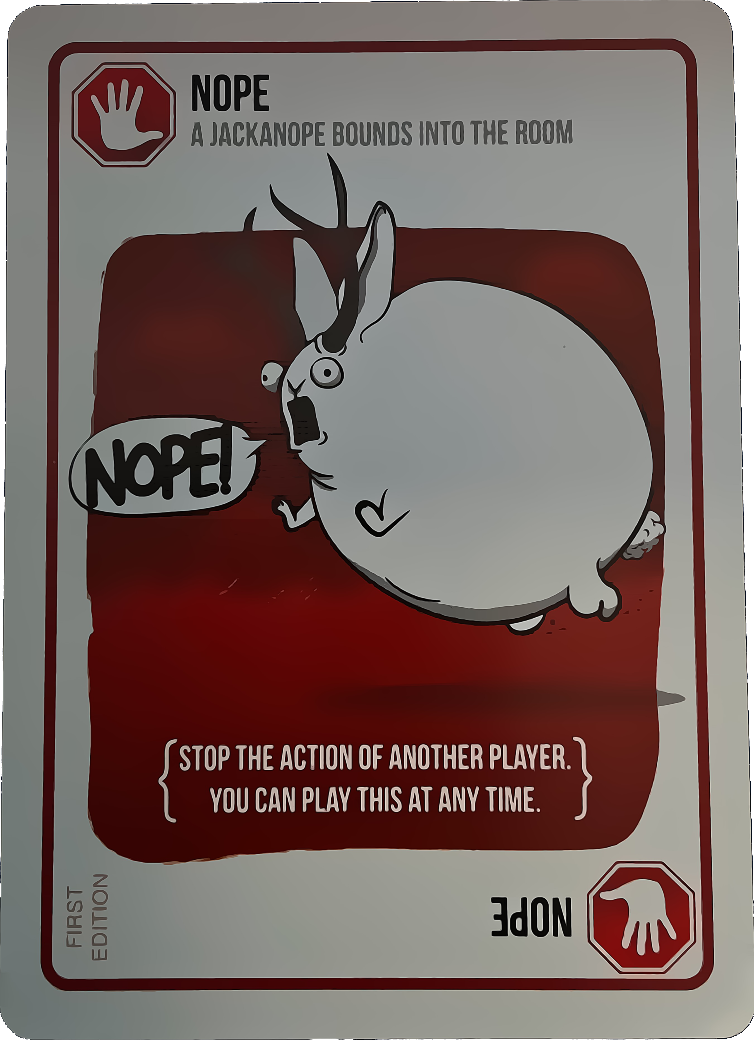 NOPE
A JACKANOPE BOUNDS INTO THE ROOM
NOPE!
STOP THE ACTION OF ANOTHER PLAYER.
YOU CAN PLAY THIS AT ANY TIME.
FIRST
EDITION
NOPE